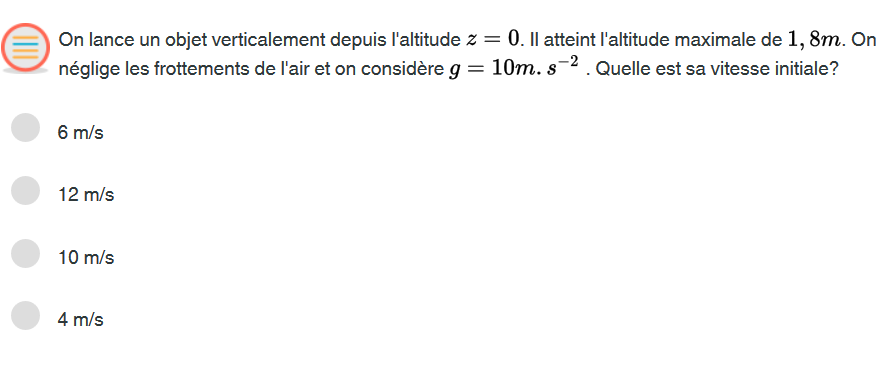 On lance un objet verticalement depuis l'altitude z = 0. Il atteint l'altitude maximale de 1, 8m. On
néglige les frottements de l'air et on considère g = 10m. s⁻² . Quelle est sa vitesse initiale?
6 m/s
12 m/s
10 m/s
4 m/s